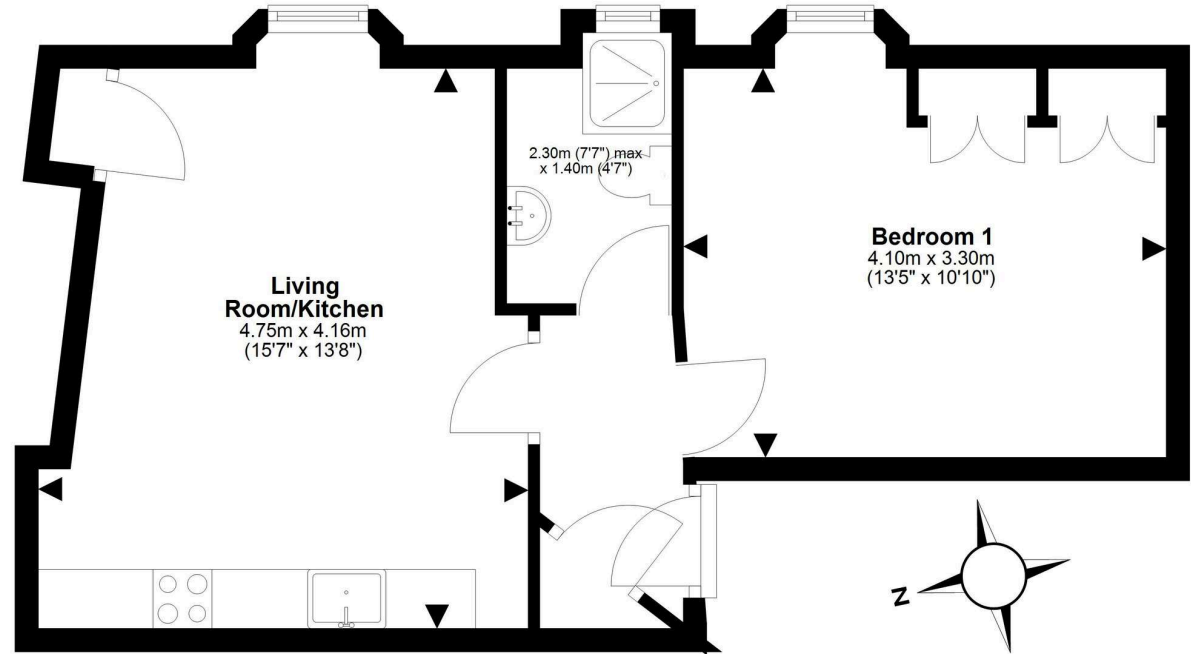 2.30m (7'7") max
x 1.40m (4'7")
Living
Room/Kitchen
4.75m x 4.16m
(15'7" x 13'8")
Bedroom 1
4.10m x 3.30m
(13'5" x 10'10")
N